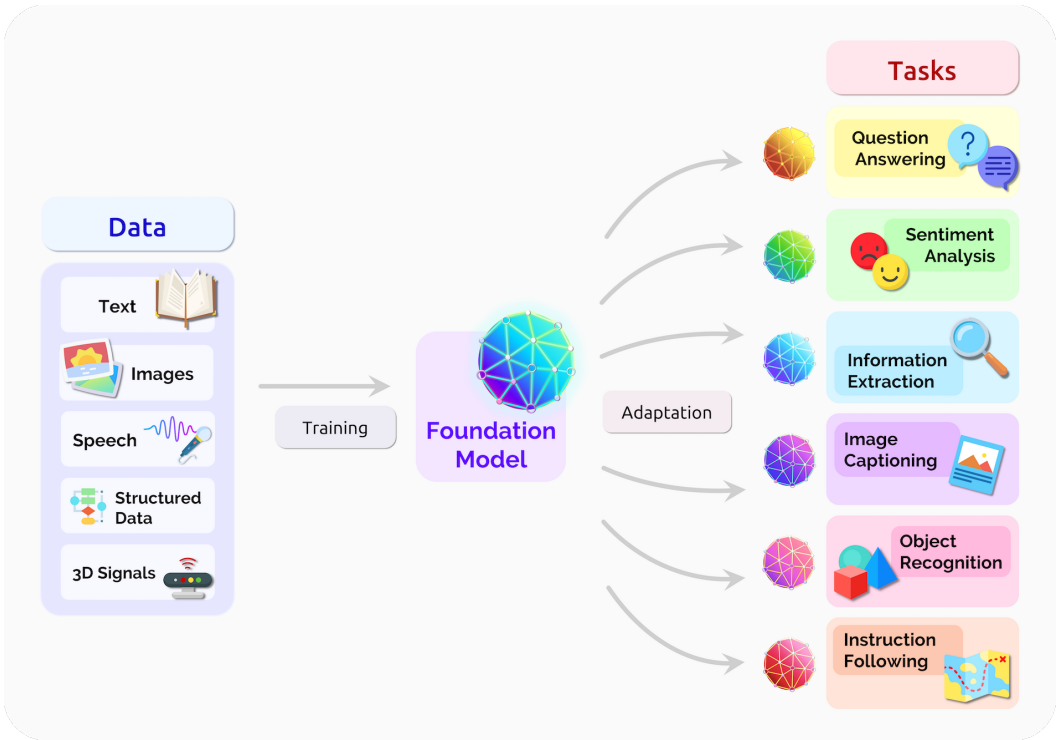 Data
Text
Images
Speech
Structured
Data
3D Signals
Training
Foundation
Model
Adaptation
Tasks
Question
Answering
?
Sentiment
Analysis
Information
Extraction
Image
Captioning
Object
Recognition
Instruction
Following